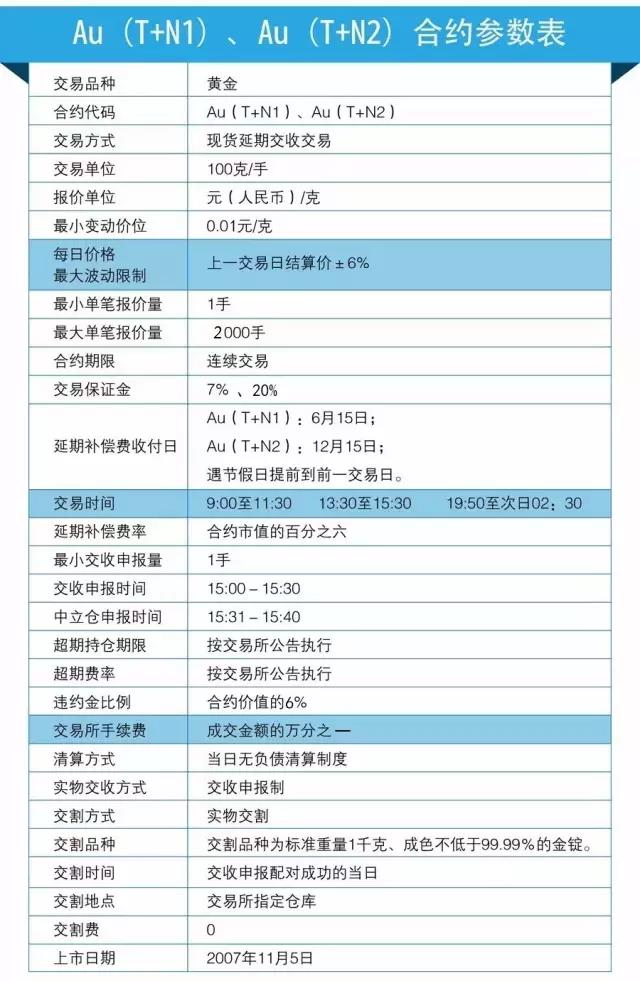 Au（T+N1）、Au（T+N2）合约参数表
交易品种 黄金
合约代码 Au（T+N1）、Au（T+N2）
交易方式 现货延期交收交易
交易单位 100克/手
报价单位 元（人民币）/克
最小变动价位 0.01元/克
每日价格
最大波动限制 上一交易日结算价±6%
最小单笔报价量 1手
最大单笔报价量 2000手
合约期限 连续交易
交易保证金 7% 、20%
延期补偿费收付日 Au（T+N1）：6月15日；
Au（T+N2）：12月15日；
遇节假日提前到前一交易日。
交易时间 9:00至11:30 13:30至15:30 19:50至次日02：30
延期补偿费率 合约市值的百分之六
最小交收申报量 1手
交收申报时间 15:00－15:30
中立仓申报时间 15:31－15:40
超期持仓期限 按交易所公告执行
超期费率 按交易所公告执行
违约金比例 合约价值的6%
交易所手续费 成交金额的万分之一
清算方式 当日无负债清算制度
实物交收方式 交收申报制
交割方式 实物交割
交割品种 交割品种为标准重量1千克、成色不低于99.99%的金锭。
交割时间 交收申报配对成功的当日
交割地点 交易所指定仓库
交割费 0
上市日期 2007年11月5日